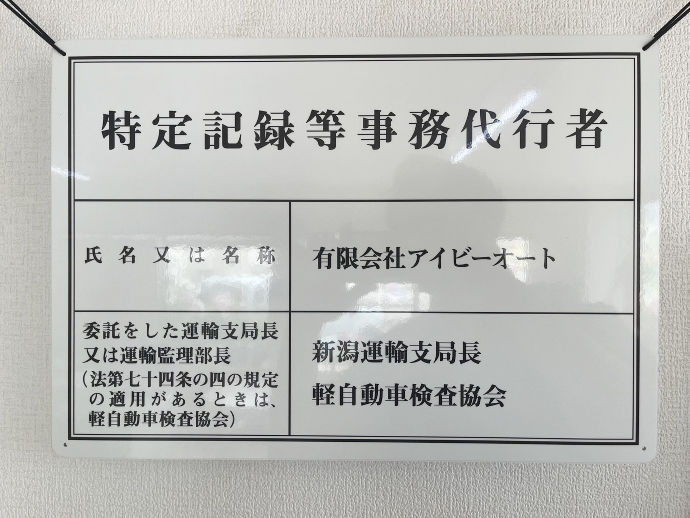 特定記録等事務代行者
氏名又は名称
有限会社アイビーオート
委託をした運輸支局長
又は運輸監理部長
(法第七十四条の四の規定
の適用があるときは、
軽自動車検査協会)
新潟運輸支局長
軽自動車検査協会